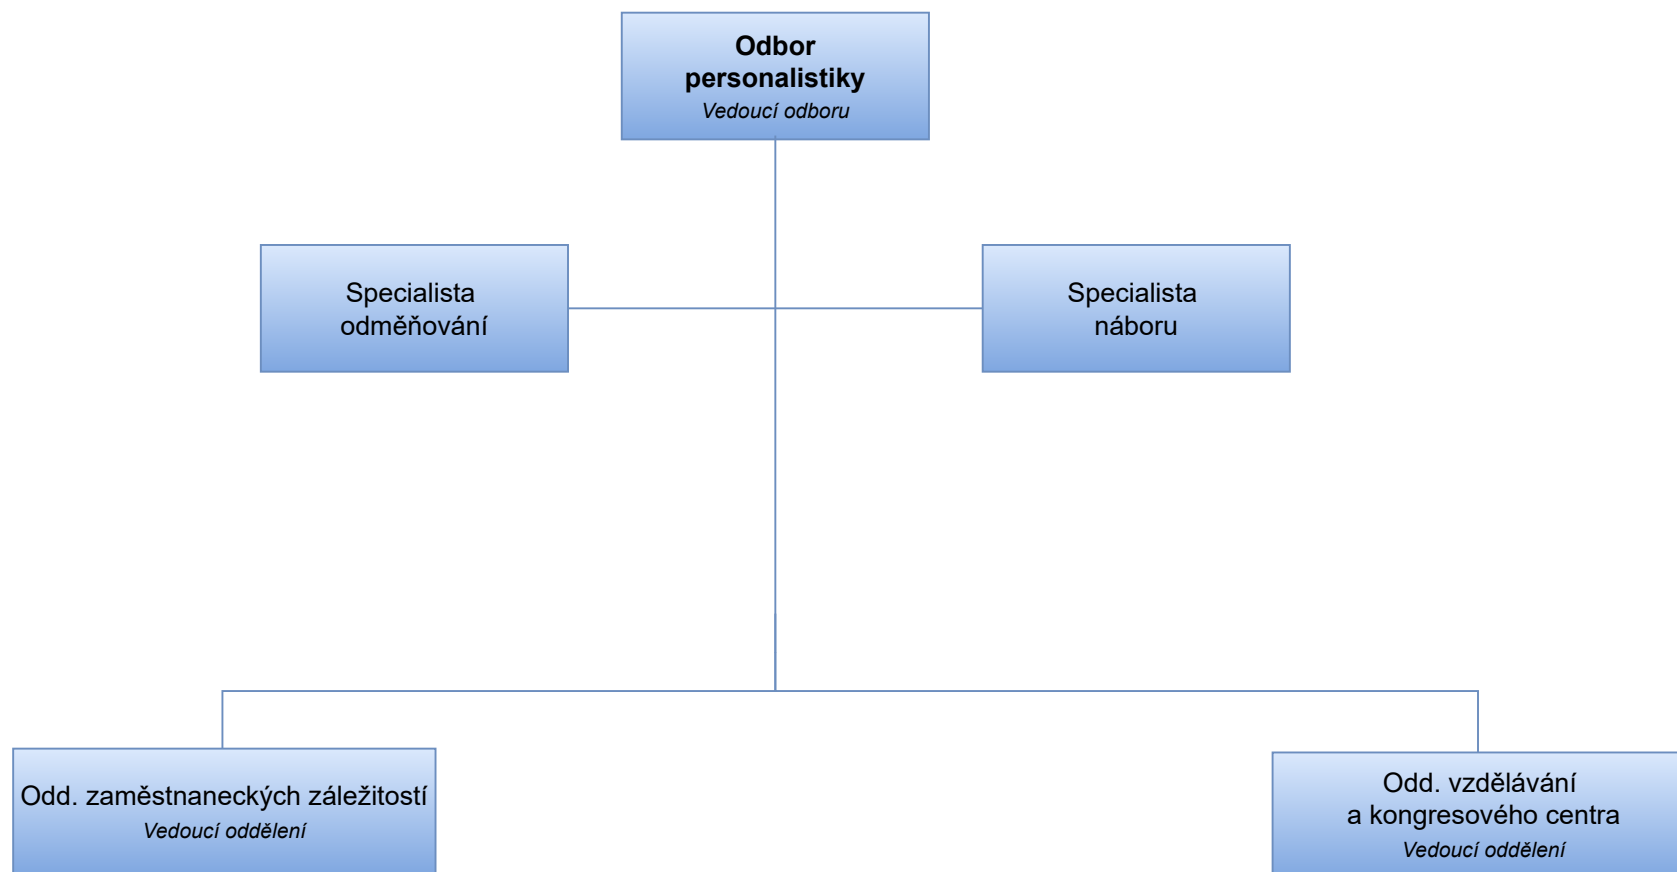 Odbor
personalistiky
Vedoucí odboru
Specialista
odměňování
Specialista
náboru
Odd. zaměstnaneckých záležitostí
Vedoucí oddělení
Odd. vzdělávání
a kongresového centra
Vedoucí oddělení